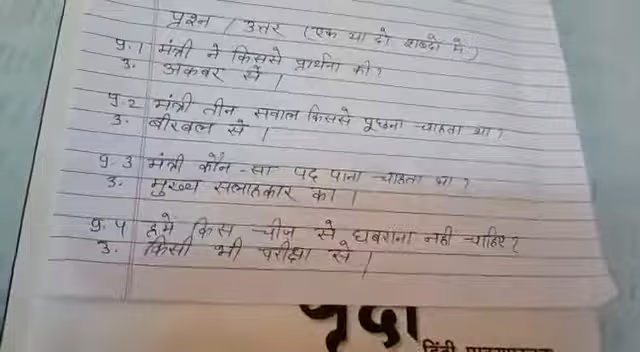 प्रश्न / उत्तर (एक या दो शब्दों में)
प्र.1 मंत्री ने किससे प्रार्थना की?
उ. अकबर से।
प्र.2 मंत्री तीन सवाल किससे पूछना चाहता था?
उ. बीरबल से।
प्र.3 मंत्री कौन-सा पद पाना चाहता था?
उ. मुख्य सलाहकार का।
प्र.4 हमें किस चीज से घबराना नही चाहिए?
उ. किसी भी परीक्षा से।